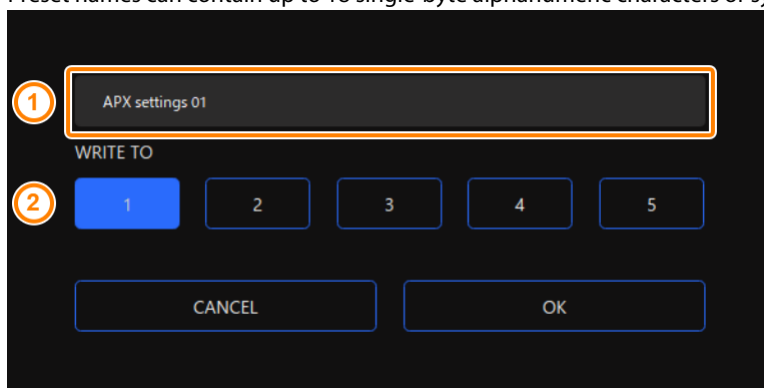 Preset names can contain up to 16 single-byte alphanumeric characters or sy
1
APX settings 01
WRITE TO
2
1
2
3
4
5
CANCEL
OK